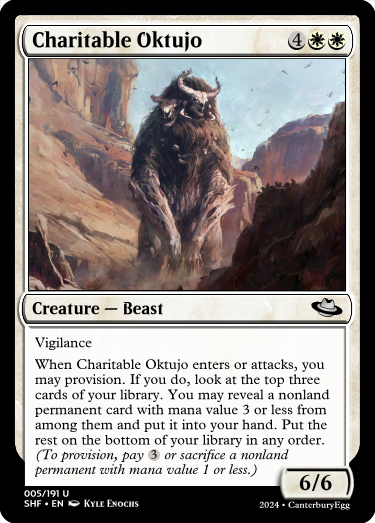 Charitable Oktujo 4
Creature — Beast
Vigilance
When Charitable Oktujo enters or attacks, you
may provision. If you do, look at the top three
cards of your library. You may reveal a nonland
permanent card with mana value 3 or less from
among them and put it into your hand. Put the
rest on the bottom of your library in any order.
(To provision, pay 3 or sacrifice a nonland
permanent with mana value 1 or less.)
6/6
005/191 U
SHF • EN Kyle Enochs
2024 • CanterburyEgg